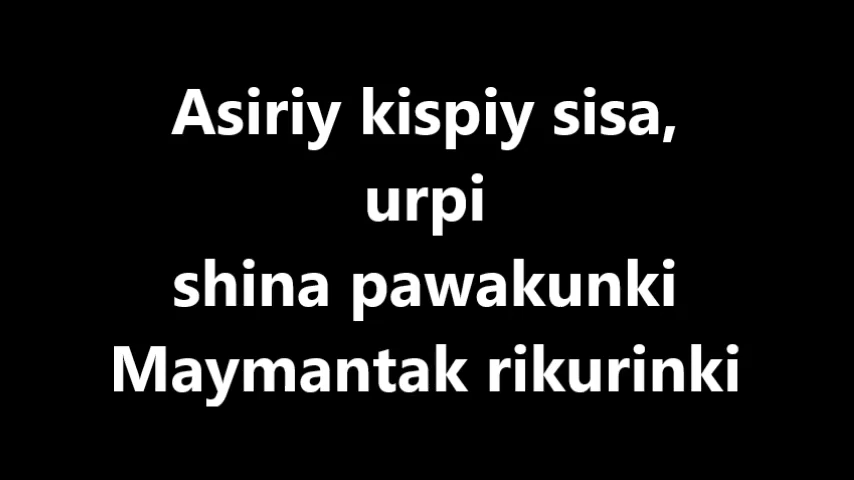 Asiriy kispiy sisa,
urpi
shina pawakunki
Maymantak rikurinki